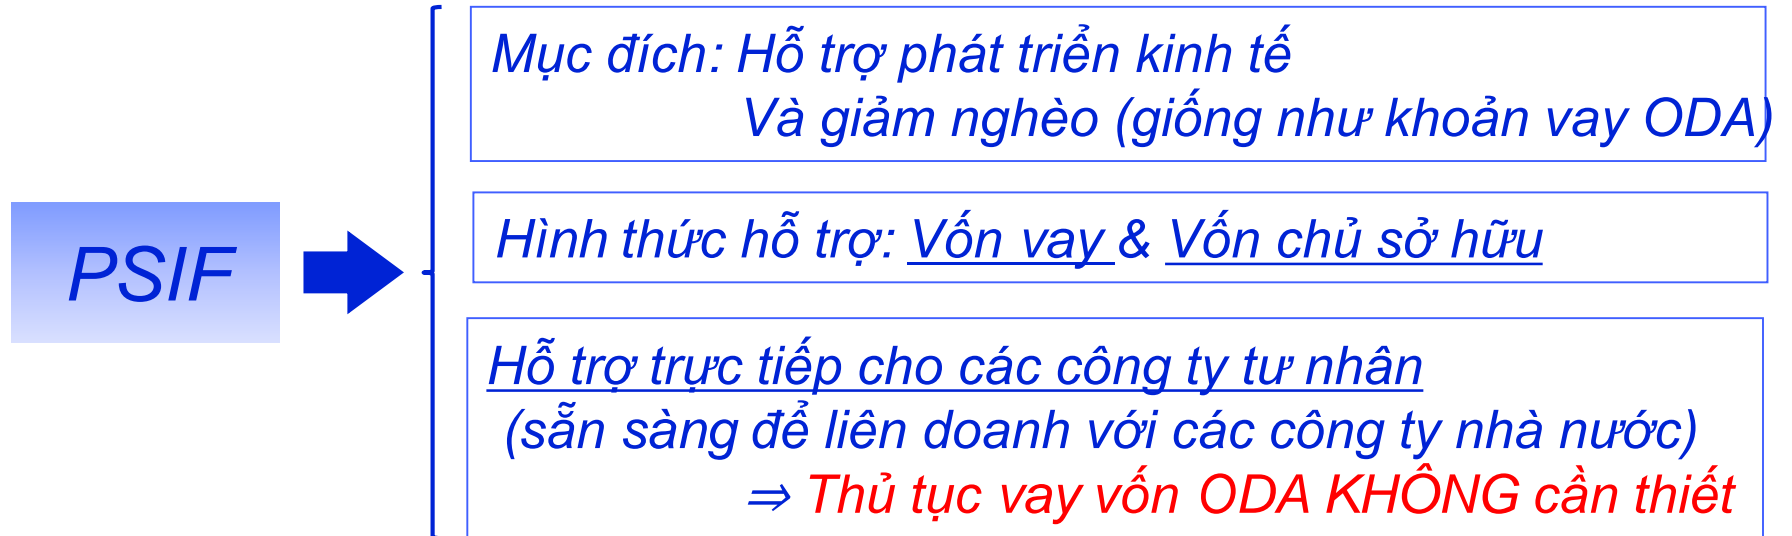 Mục đích: Hỗ trợ phát triển kinh tế
Và giảm nghèo (giống như khoản vay ODA)
PSIF
Hình thức hỗ trợ: Vốn vay & Vốn chủ sở hữu
Hỗ trợ trực tiếp cho các công ty tư nhân
(sẵn sàng để liên doanh với các công ty nhà nước)
⇒ Thủ tục vay vốn ODA KHÔNG cần thiết